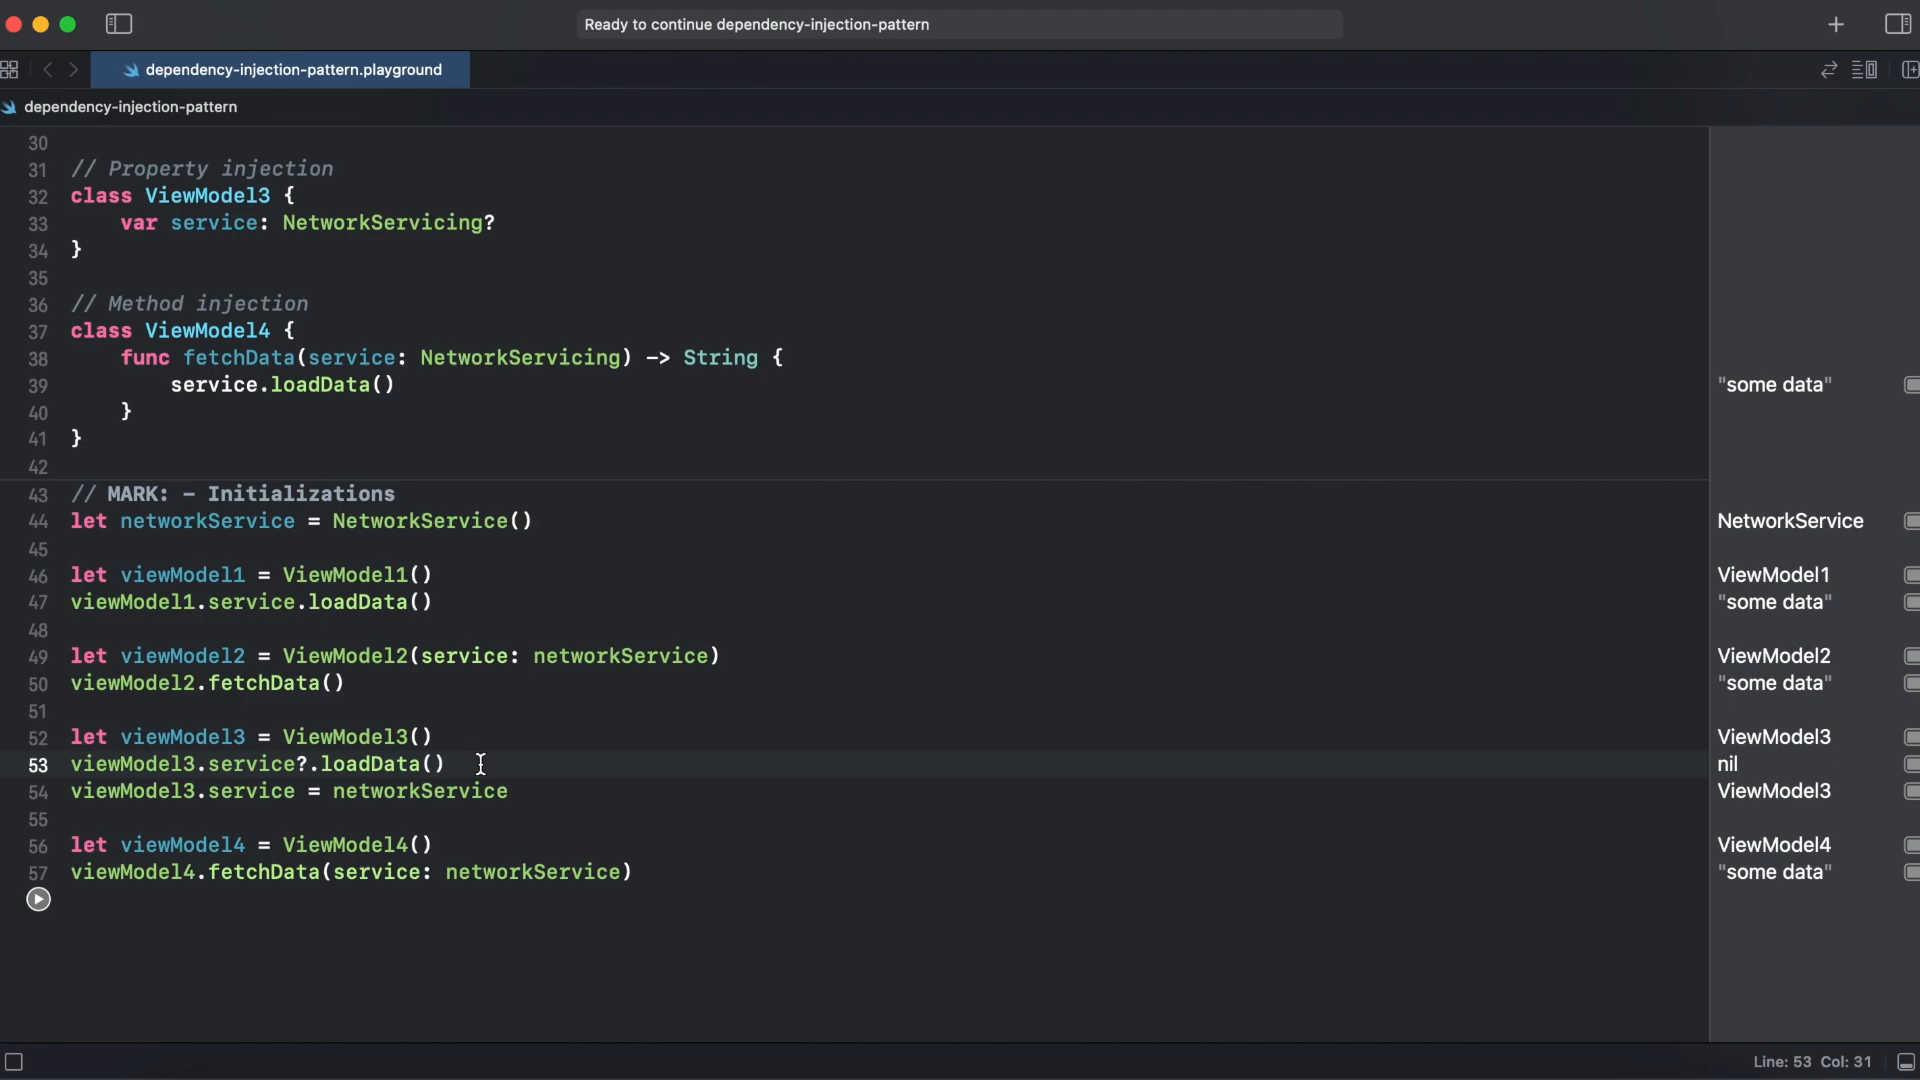 Ready to continue dependency-injection-pattern
dependency-injection-pattern.playground
dependency-injection-pattern
30
31 // Property injection
32 class ViewModel3 {
33     var service: NetworkServicing?
34 }
35
36 // Method injection
37 class ViewModel4 {
38     func fetchData(service: NetworkServicing) -> String {
39         service.loadData() "some data"
40     }
41 }
42
43 // MARK: - Initializations
44 let networkService = NetworkService() NetworkService
45
46 let viewModel1 = ViewModel1() ViewModel1
47 viewModel1.service.loadData() "some data"
48
49 let viewModel2 = ViewModel2(service: networkService) ViewModel2
50 viewModel2.fetchData() "some data"
51
52 let viewModel3 = ViewModel3() ViewModel3
53 viewModel3.service?.loadData() nil
54 viewModel3.service = networkService ViewModel3
55
56 let viewModel4 = ViewModel4() ViewModel4
57 viewModel4.fetchData(service: networkService) "some data"
Line: 53 Col: 31